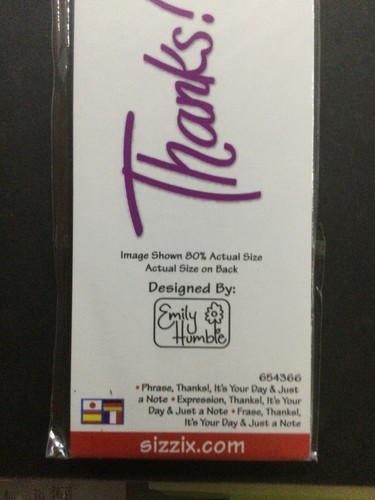 Thanks!
Image Shown 80% Actual Size
Actual Size on Back
Designed By:
Emily
Humble
654366
• Phrase, Thanks!, It's Your Day & Just
a Note • Expression, Thanks!, It's Your
Day & Just a Note • Frase, Thanks!,
It's Your Day & Just a Note
sizzix.com